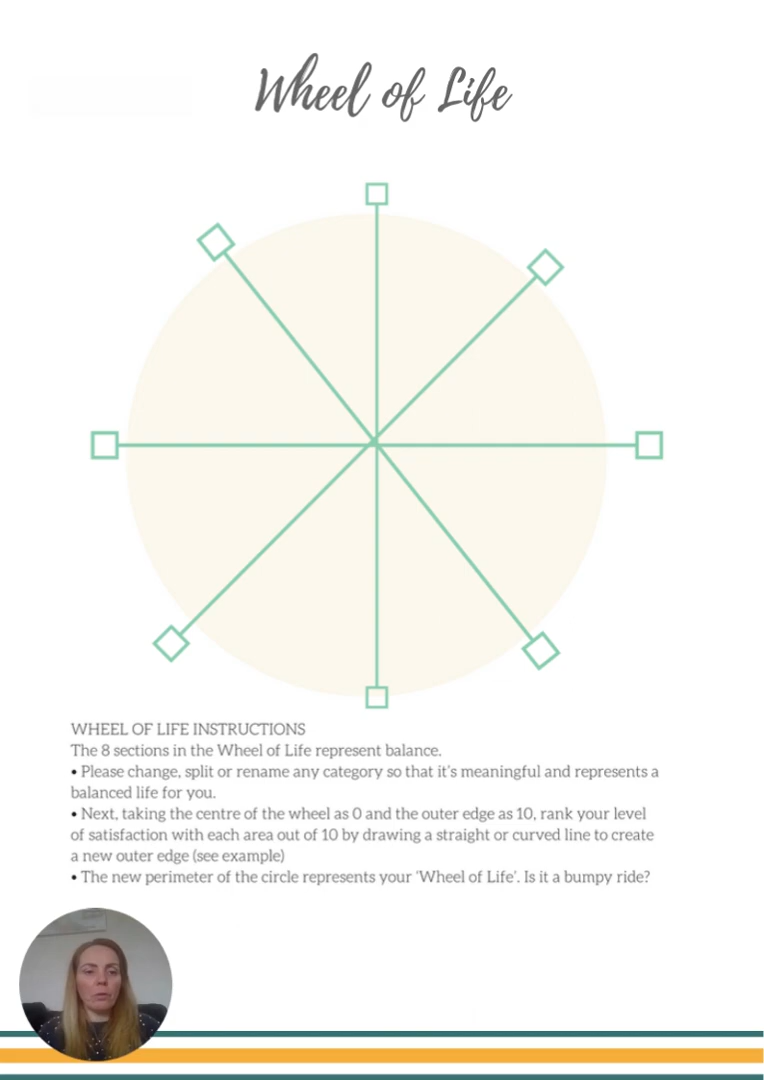 Wheel of Life
WHEEL OF LIFE INSTRUCTIONS
The 8 sections in the Wheel of Life represent balance.
• Please change, split or rename any category so that it's meaningful and represents a
balanced life for you.
• Next, taking the centre of the wheel as 0 and the outer edge as 10, rank your level
of satisfaction with each area out of 10 by drawing a straight or curved line to create
a new outer edge (see example)
• The new perimeter of the circle represents your 'Wheel of Life'. Is it a bumpy ride?